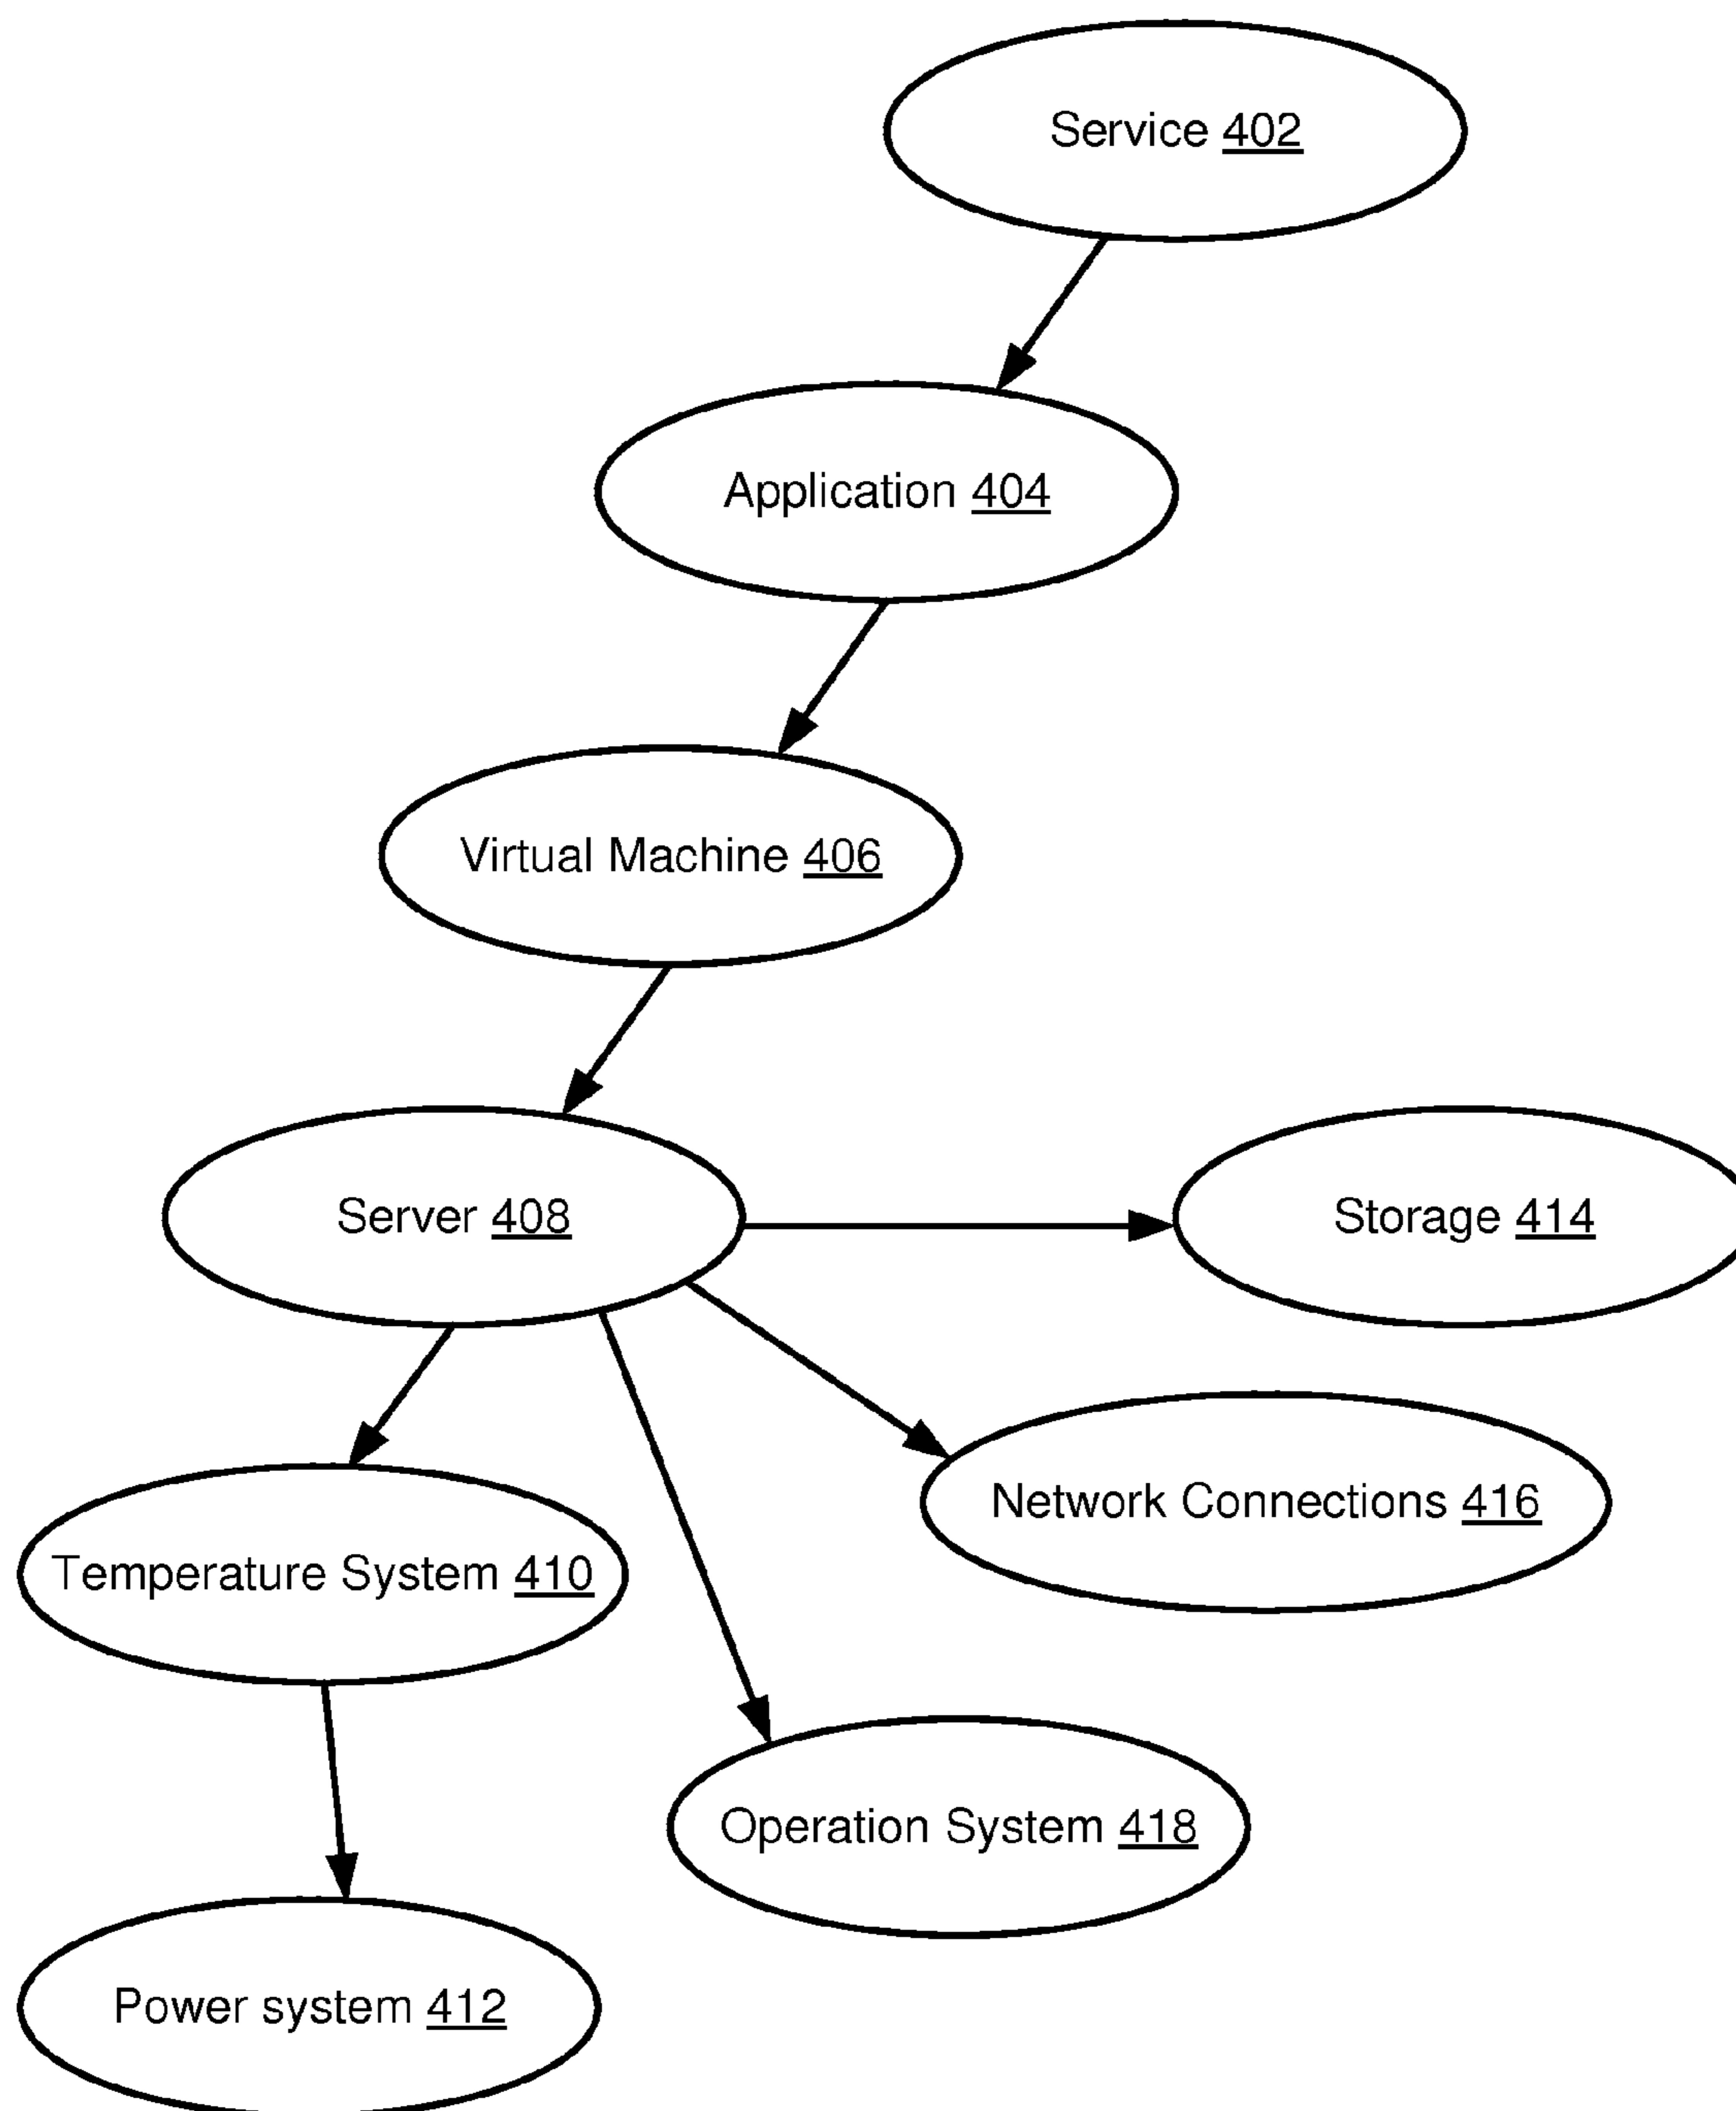 Service 402
Application 404
Virtual Machine 406
Server 408
Storage 414
Network Connections 416
Temperature System 410
Operation System 418
Power system 412